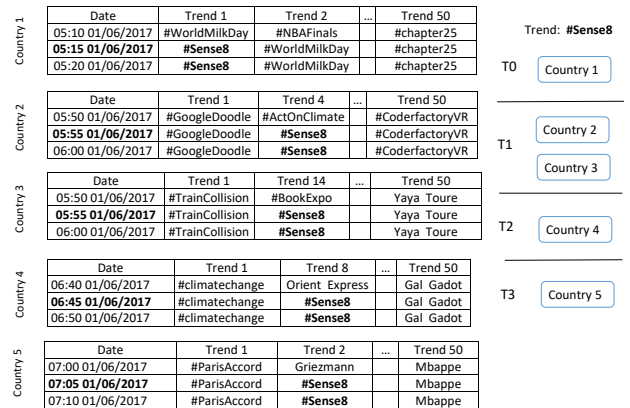 Country 1
Date Trend 1 Trend 2 … Trend 50
05:10 01/06/2017 #WorldMilkDay #NBAFinals #chapter25
05:15 01/06/2017 #Sense8 #WorldMilkDay #chapter25
05:20 01/06/2017 #Sense8 #WorldMilkDay #chapter25
Country 2
Date Trend 1 Trend 4 … Trend 50
05:50 01/06/2017 #GoogleDoodle #ActOnClimate #CoderfactoryVR
05:55 01/06/2017 #GoogleDoodle #Sense8 #CoderfactoryVR
06:00 01/06/2017 #GoogleDoodle #Sense8 #CoderfactoryVR
Country 3
Date Trend 1 Trend 14 … Trend 50
05:50 01/06/2017 #TrainCollision #BookExpo Yaya Toure
05:55 01/06/2017 #TrainCollision #Sense8 Yaya Toure
06:00 01/06/2017 #TrainCollision #Sense8 Yaya Toure
Country 4
Date Trend 1 Trend 8 … Trend 50
06:40 01/06/2017 #climatechange Orient Express Gal Gadot
06:45 01/06/2017 #climatechange #Sense8 Gal Gadot
06:50 01/06/2017 #climatechange #Sense8 Gal Gadot
Country 5
Date Trend 1 Trend 2 … Trend 50
07:00 01/06/2017 #ParisAccord Griezmann Mbappe
07:05 01/06/2017 #ParisAccord #Sense8 Mbappe
07:10 01/06/2017 #ParisAccord #Sense8 Mbappe
Trend: #Sense8
T0 Country 1
T1 Country 2
Country 3
T2 Country 4
T3 Country 5